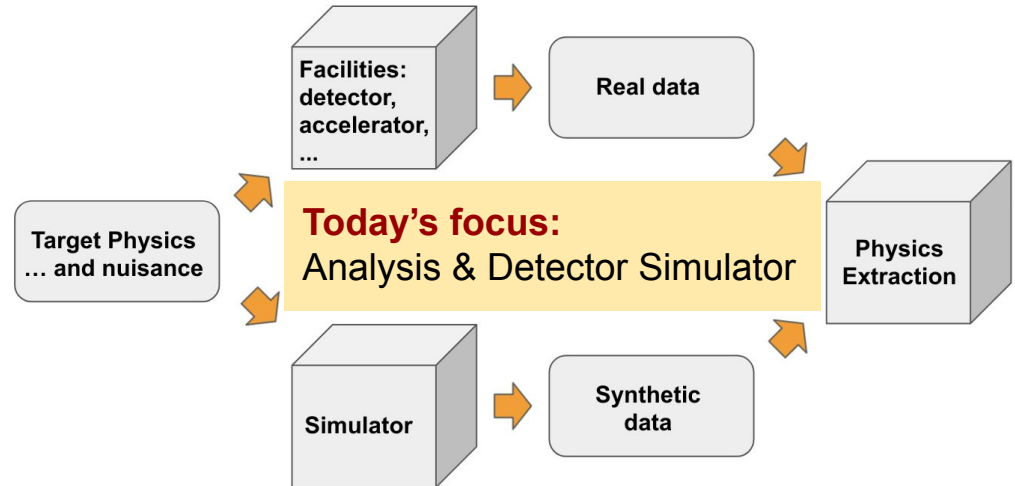 Facilities:
detector,
accelerator,
...
Real data
Target Physics
... and nuisance
Today’s focus:
Analysis & Detector Simulator
Physics
Extraction
Simulator
Synthetic
data